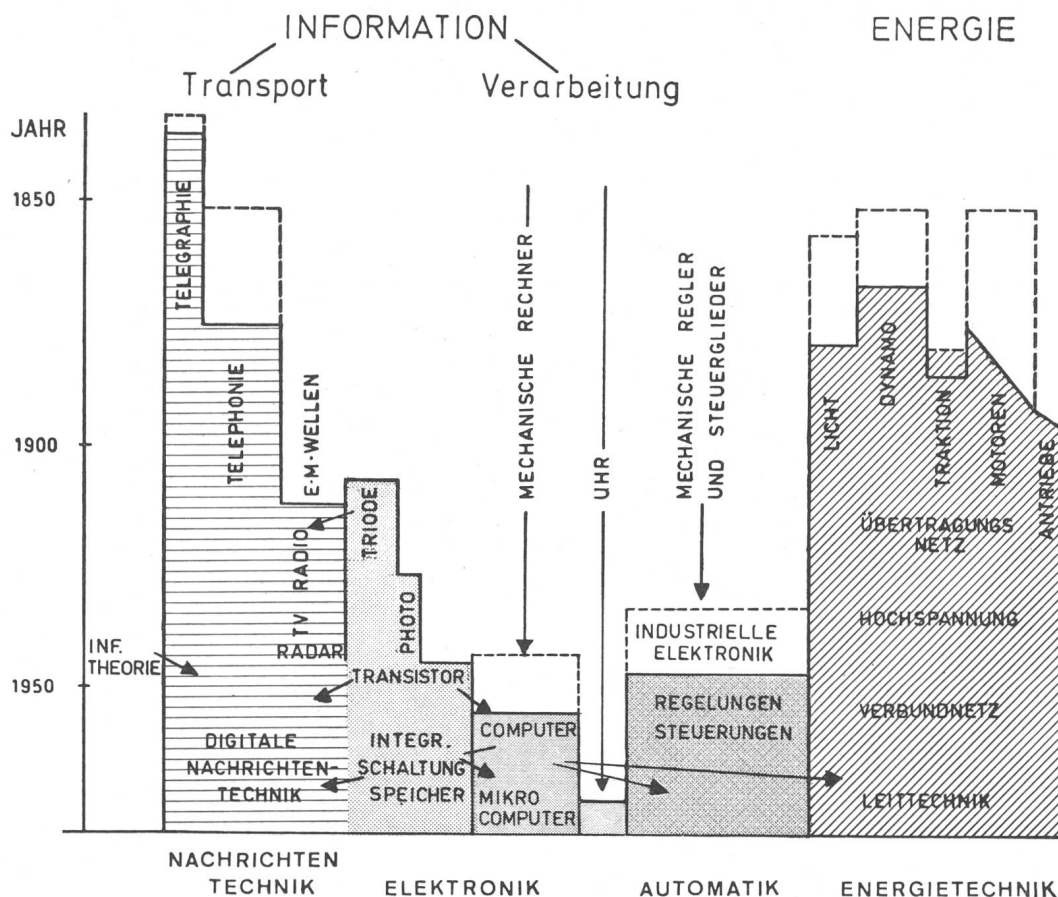 INFORMATION
ENERGIE
Transport
Verarbeitung
JAHR
1850
1900
1950
TELEGRAPHIE
TELEPHONIE
E·M·WELLEN
TV RADIO
RADAR
TRIODE
PHOTO
MECHANISCHE RECHNER
UHR
MECHANISCHE REGLER
UND STEUERGLIEDER
LICHT
DYNAMO
TRAKTION
MOTOREN
ANTRIEBE
ÜBERTRAGUNGS
NETZ
HOCHSPANNUNG
VERBUNDNETZ
LEITTECHNIK
INF.
THEORIE
TRANSISTOR
INDUSTRIELLE
ELEKTRONIK
REGELUNGEN
STEUERUNGEN
COMPUTER
MIKRO
COMPUTER
INTEGR.
SCHALTUNG
SPEICHER
DIGITALE
NACHRICHTEN-
TECHNIK
NACHRICHTEN
TECHNIK
ELEKTRONIK
AUTOMATIK
ENERGIETECHNIK